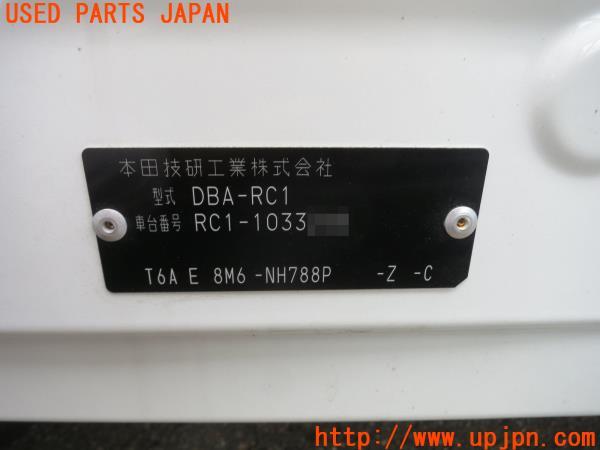 USED PARTS JAPAN
本田技研工業株式会社
型式 DBA-RC1
車台番号 RC1-1033
T6A E 8M6 -NH788P -Z -C
UPJ
http://www.upjpn.com/